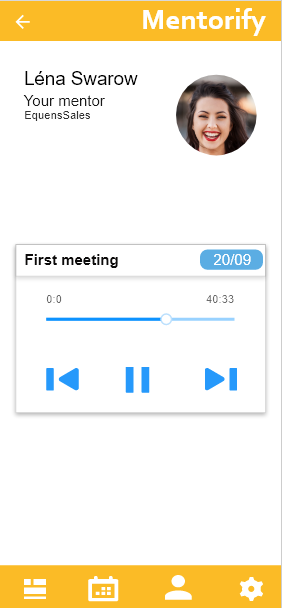 Mentorify
Léna Swarow
Your mentor
EquensSales
First meeting
20/09
0:0
40:33